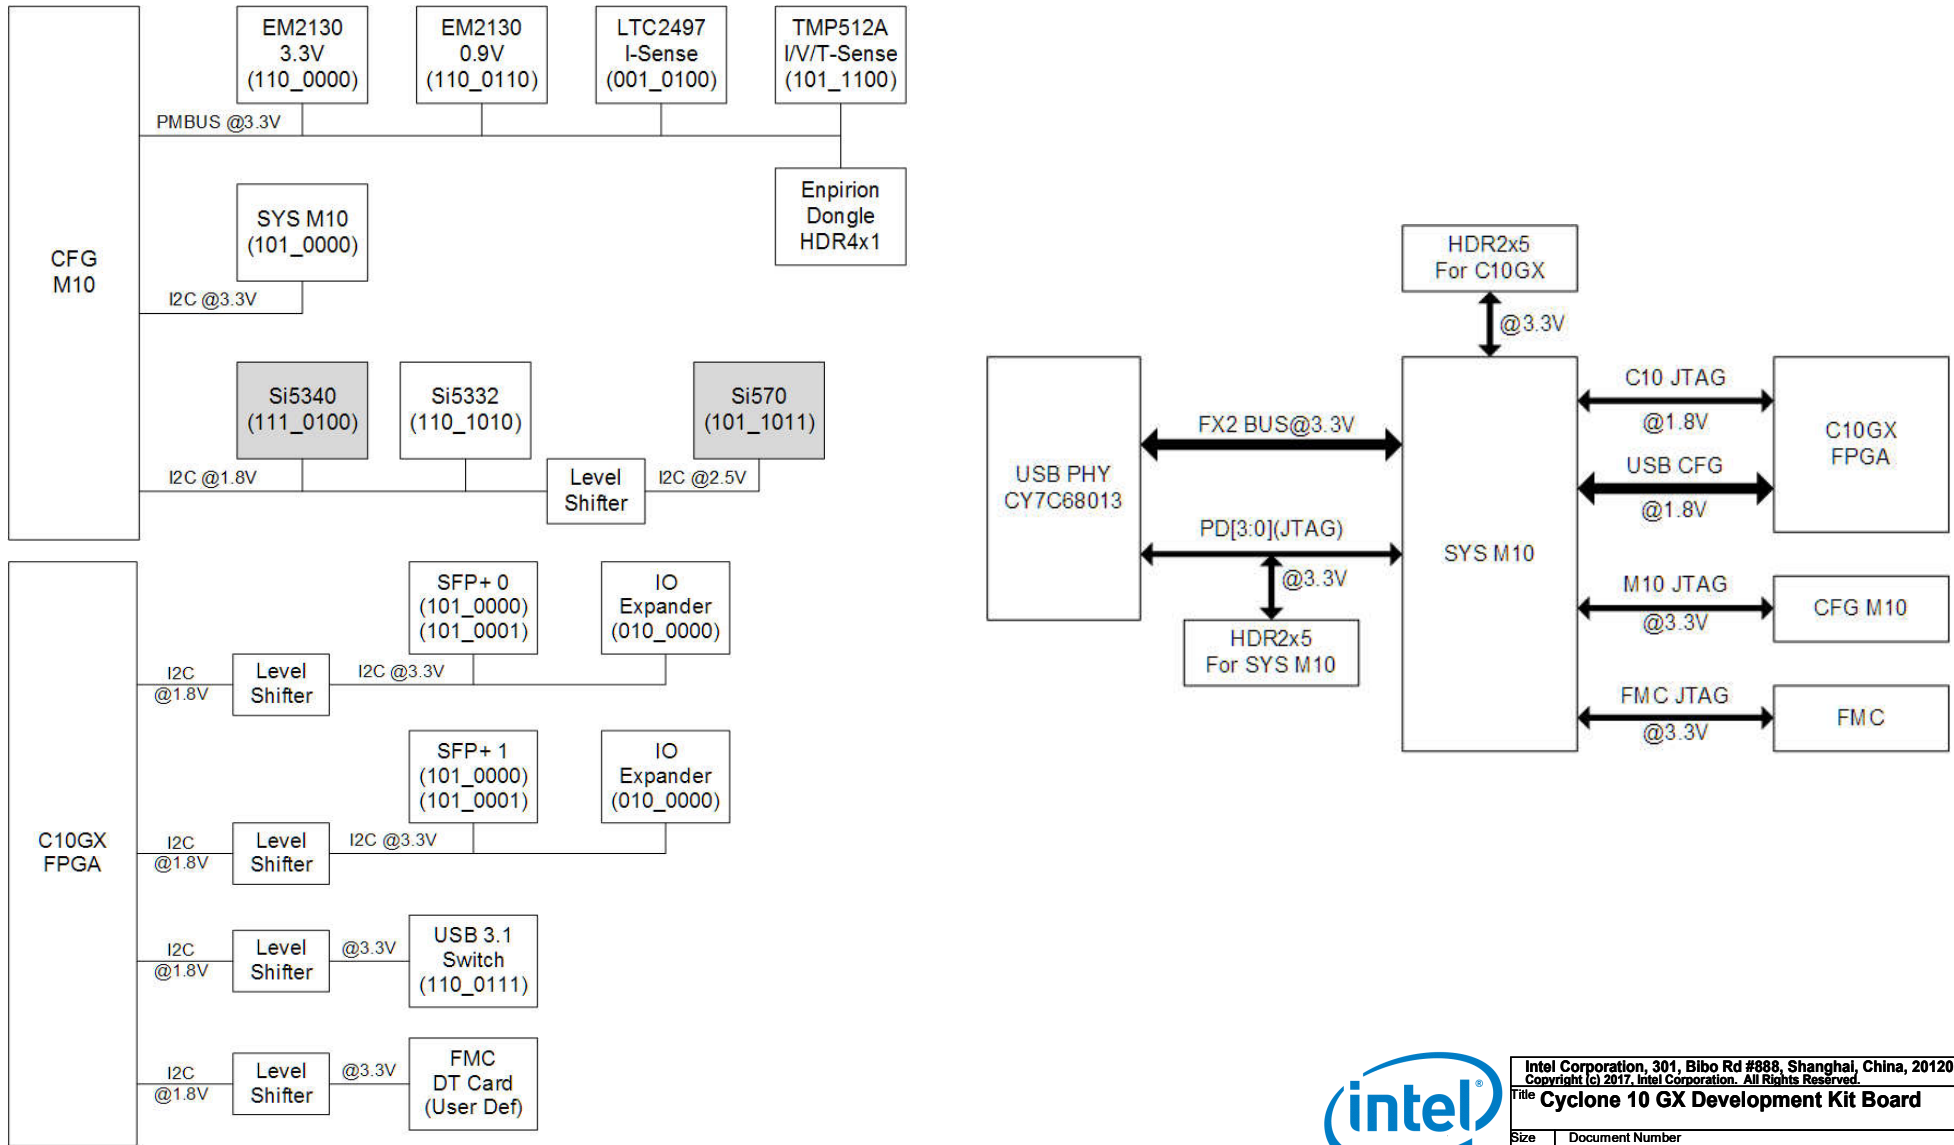 EM2130
3.3V
(110_0000)
EM2130
0.9V
(110_0110)
LTC2497
I-Sense
(001_0100)
TMP512A
I/V/T-Sense
(101_1100)
PMBUS @3.3V
Enpirion
Dongle
HDR4x1
SYS M10
(101_0000)
CFG
M10
I2C @3.3V
Si5340
(111_0100)
Si5332
(110_1010)
Si570
(101_1011)
I2C @1.8V
Level
Shifter
I2C @2.5V
SFP+ 0
(101_0000)
(101_0001)
IO
Expander
(010_0000)
I2C
@1.8V
Level
Shifter
I2C @3.3V
SFP+ 1
(101_0000)
(101_0001)
IO
Expander
(010_0000)
C10GX
FPGA
I2C
@1.8V
Level
Shifter
I2C @3.3V
USB 3.1
Switch
(110_0111)
I2C
@1.8V
Level
Shifter
@3.3V
FMC
DT Card
(User Def)
I2C
@1.8V
Level
Shifter
@3.3V
HDR2x5
For C10GX
@3.3V
USB PHY
CY7C68013
FX2 BUS@3.3V
PD[3:0](JTAG)
@3.3V
HDR2x5
For SYS M10
SYS M10
C10 JTAG
@1.8V
USB CFG
@1.8V
C10GX
FPGA
M10 JTAG
@3.3V
CFG M10
FMC JTAG
@3.3V
FMC
intel®
Intel Corporation, 301, Bibo Rd #888, Shanghai, China, 20120
Copyright (c) 2017, Intel Corporation. All Rights Reserved.
Title Cyclone 10 GX Development Kit Board
Size Document Number